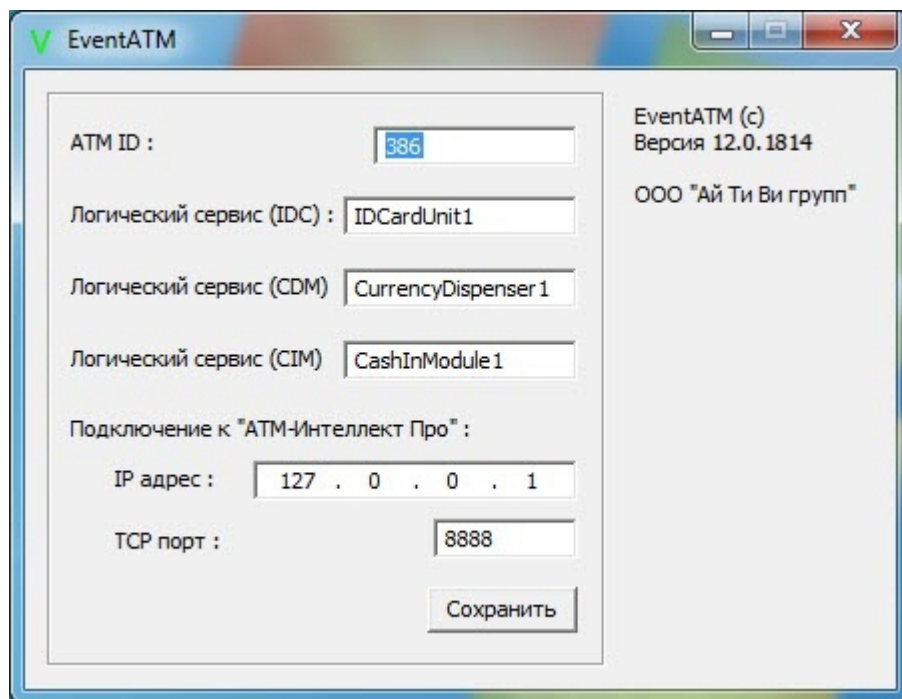 EventATM
ATM ID :
386
Логический сервис (IDC) :
IDCardUnit1
Логический сервис (CDM)
CurrencyDispenser1
Логический сервис (CIM)
CashInModule1
Подключение к "АТМ-Интеллект Про" :
IP адрес :
127 . 0 . 0 . 1
TCP порт :
8888
Сохранить
EventATM (c)
Версия 12.0.1814
ООО "Ай Ти Ви групп"